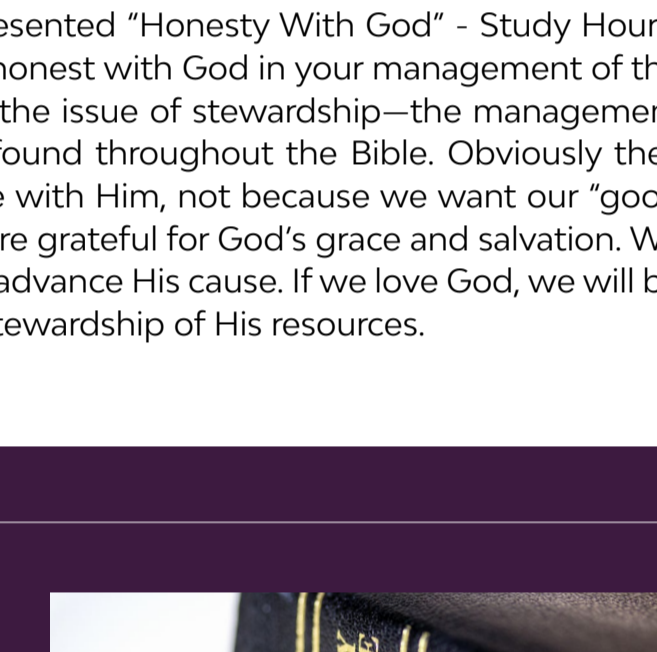 esented “Honesty With God” - Study Hour
honest with God in your management of th
the issue of stewardship—the managemen
found throughout the Bible. Obviously the
e with Him, not because we want our “goo
re grateful for God’s grace and salvation. W
advance His cause. If we love God, we will b
tewardship of His resources.